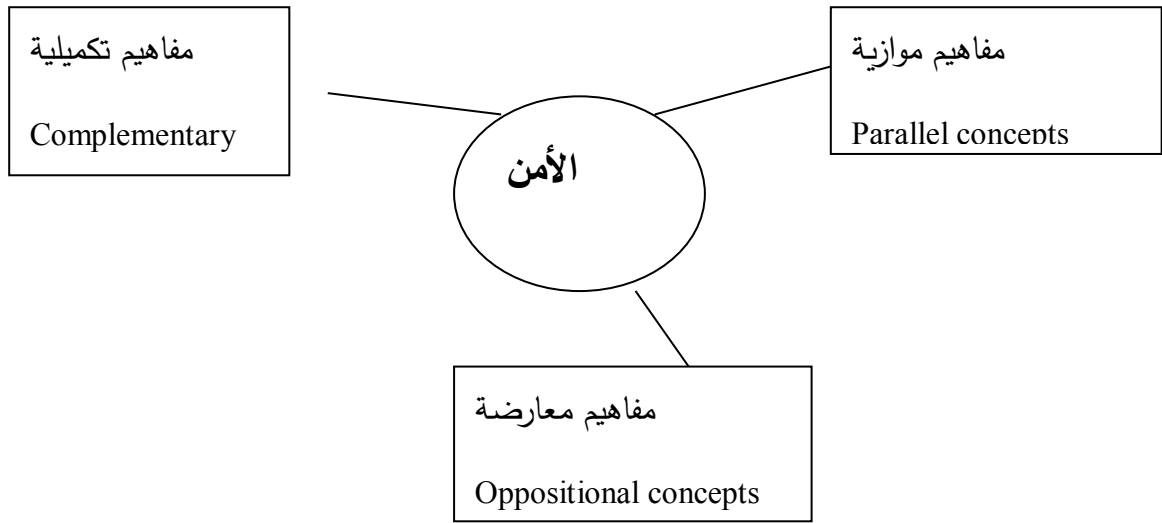 مفاهيم تكميلية
Complementary
مفاهيم موازية
Parallel concepts
الأمن
مفاهيم معارضة
Oppositional concepts